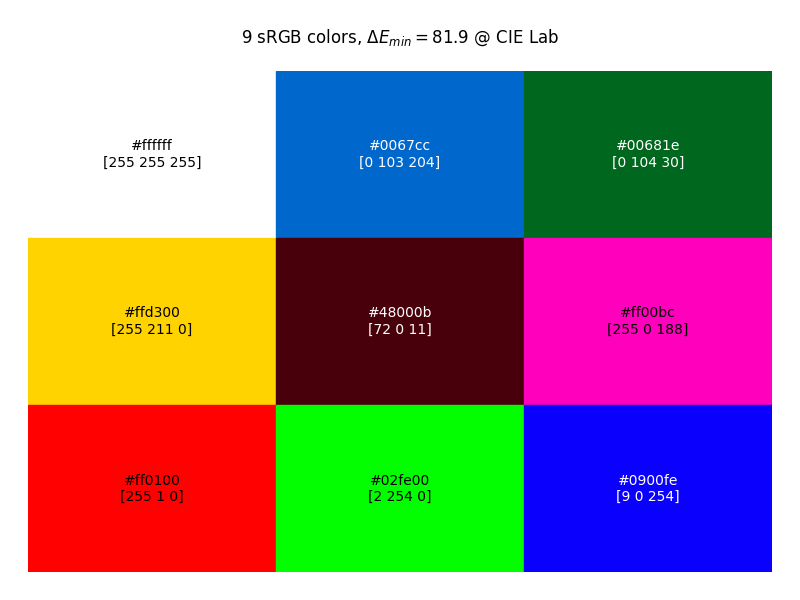 9 sRGB colors, ΔE_min = 81.9 @ CIE Lab
#ffffff
[255 255 255]
#0067cc
[0 103 204]
#00681e
[0 104 30]
#ffd300
[255 211 0]
#48000b
[72 0 11]
#ff00bc
[255 0 188]
#ff0100
[255 1 0]
#02fe00
[2 254 0]
#0900fe
[9 0 254]